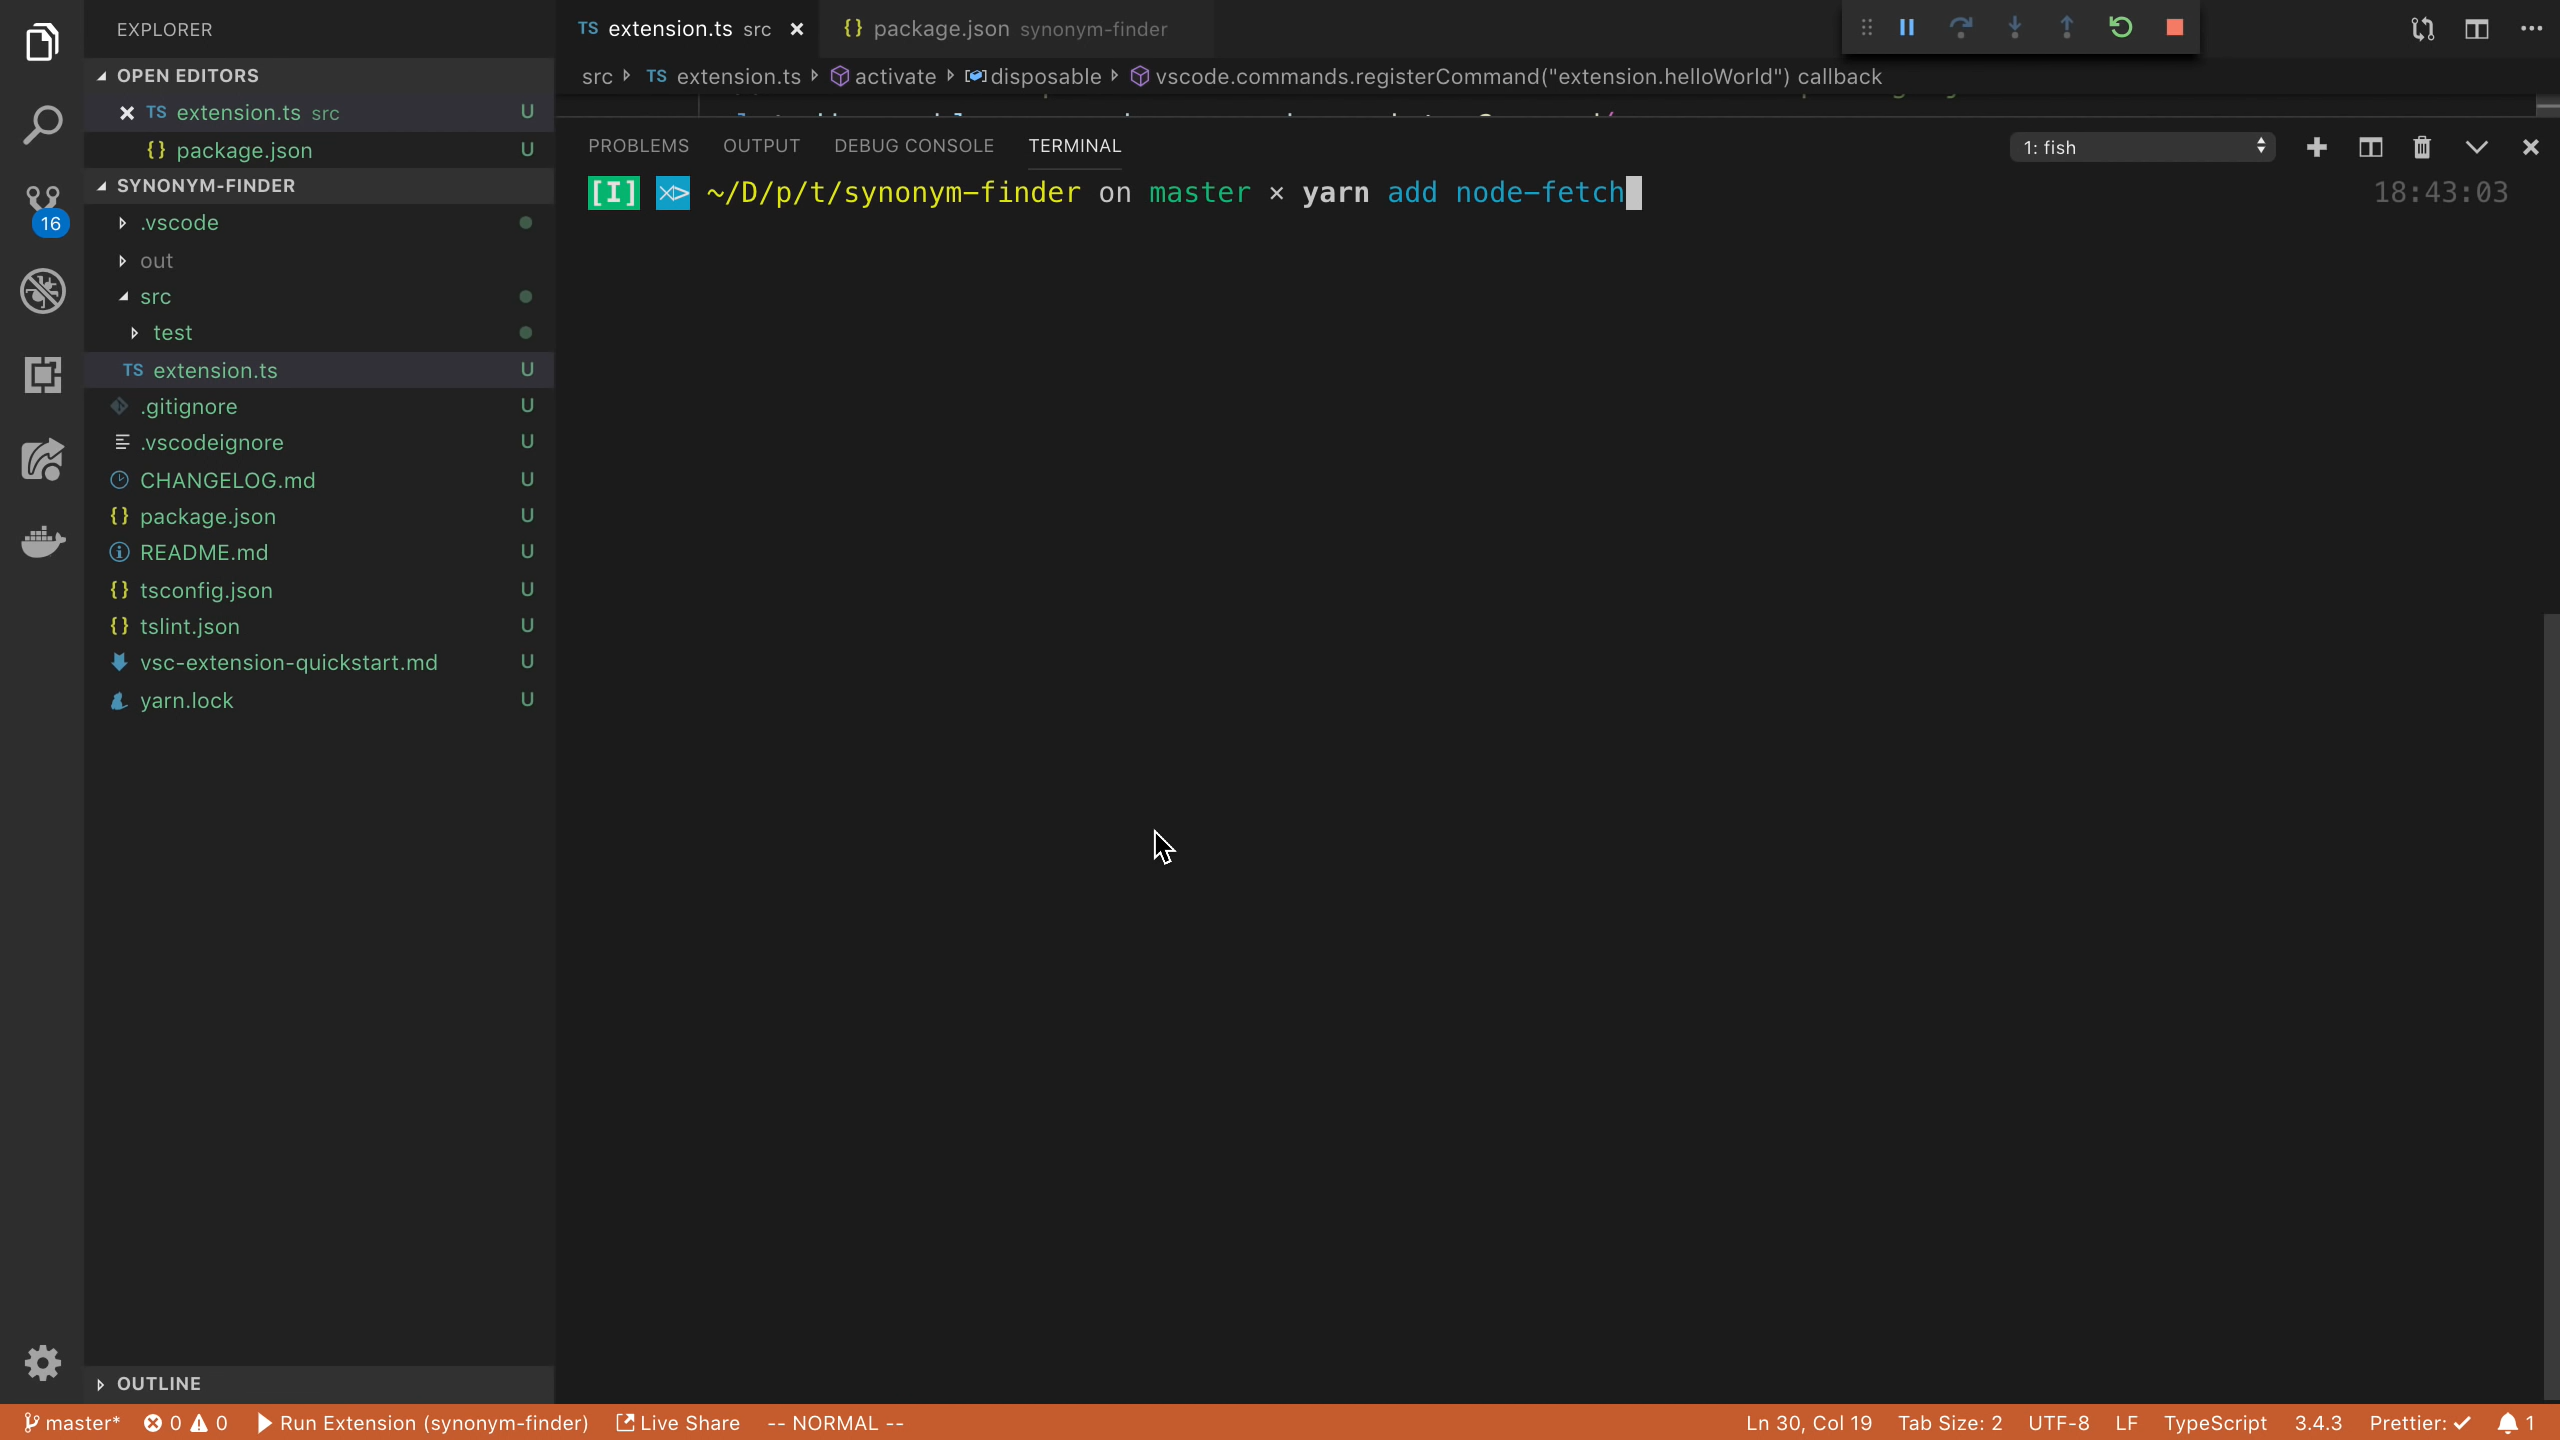 EXPLORER
OPEN EDITORS
TS extension.ts src U
{} package.json U
SYNONYM-FINDER
.vscode
out
src
test
TS extension.ts U
.gitignore U
.vscodeignore U
CHANGELOG.md U
{} package.json U
README.md U
{} tsconfig.json U
{} tslint.json U
vsc-extension-quickstart.md U
yarn.lock U
OUTLINE
16
TS extension.ts src
{} package.json synonym-finder
src TS extension.ts activate disposable vscode.commands.registerCommand("extension.helloWorld") callback
PROBLEMS OUTPUT DEBUG CONSOLE TERMINAL 1: fish
[I] ~/D/p/t/synonym-finder on master × yarn add node-fetch 18:43:03
master* 0 0 Run Extension (synonym-finder) Live Share -- NORMAL -- Ln 30, Col 19 Tab Size: 2 UTF-8 LF TypeScript 3.4.3 Prettier: ✓ 1